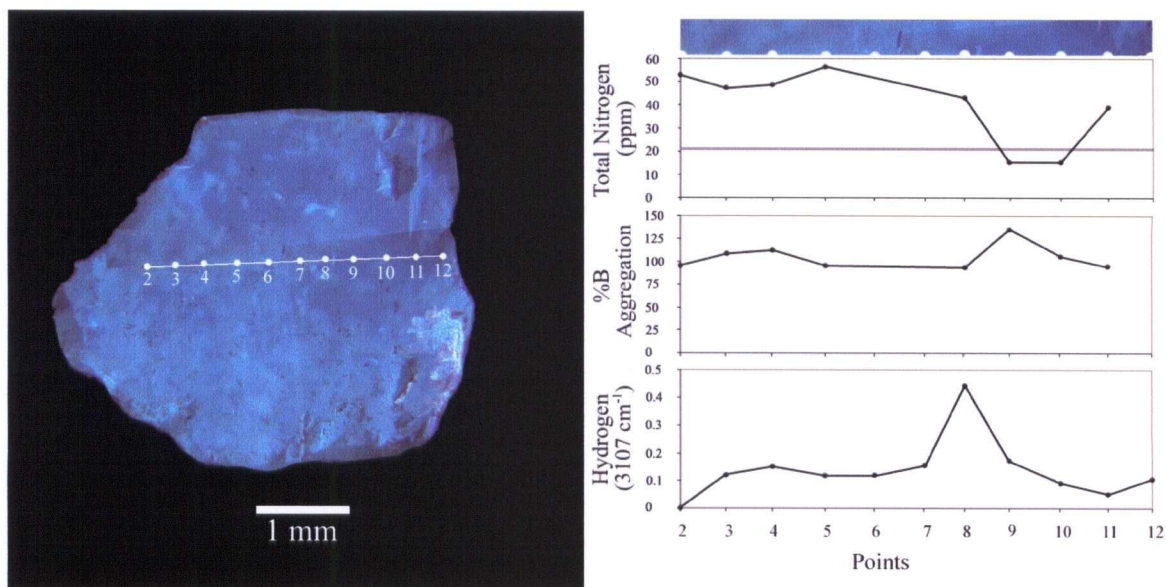 2 3 4 5 6 7 8 9 10 11 12
1 mm
Total Nitrogen
(ppm)
60
50
40
30
20
10
0
%B
Aggregation
150
125
100
75
50
25
0
Hydrogen
(3107 cm⁻¹)
0.5
0.4
0.3
0.2
0.1
0
2 3 4 5 6 7 8 9 10 11 12
Points